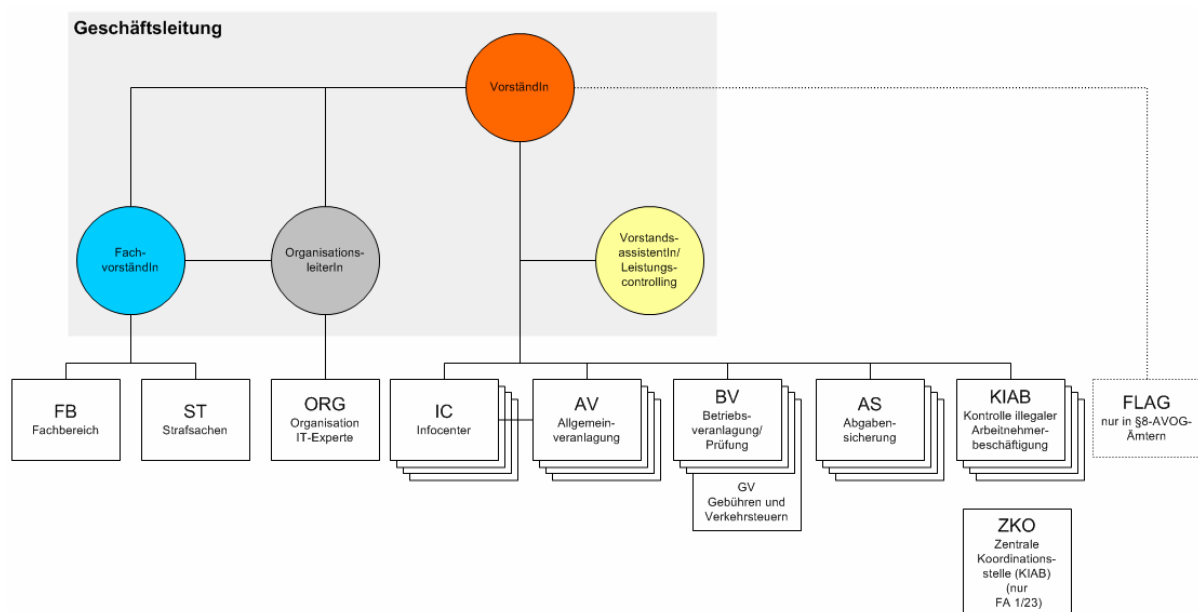 Geschäftsleitung
VorständIn
Fach-
vorständIn
Organisations-
leiterIn
Vorstands-
assistentIn/
Leistungs-
controlling
FB
Fachbereich
ST
Strafsachen
ORG
Organisation
IT-Experte
IC
Infocenter
AV
Allgemein-
veranlagung
BV
Betriebs-
veranlagung/
Prüfung
GV
Gebühren und
Verkehrsteuern
AS
Abgaben-
sicherung
KIAB
Kontrolle illegaler
Arbeitnehmer-
beschäftigung
FLAG
nur in §8-AVOG-
Ämtern
ZKO
Zentrale
Koordinations-
stelle (KIAB)
(nur
FA 1/23)